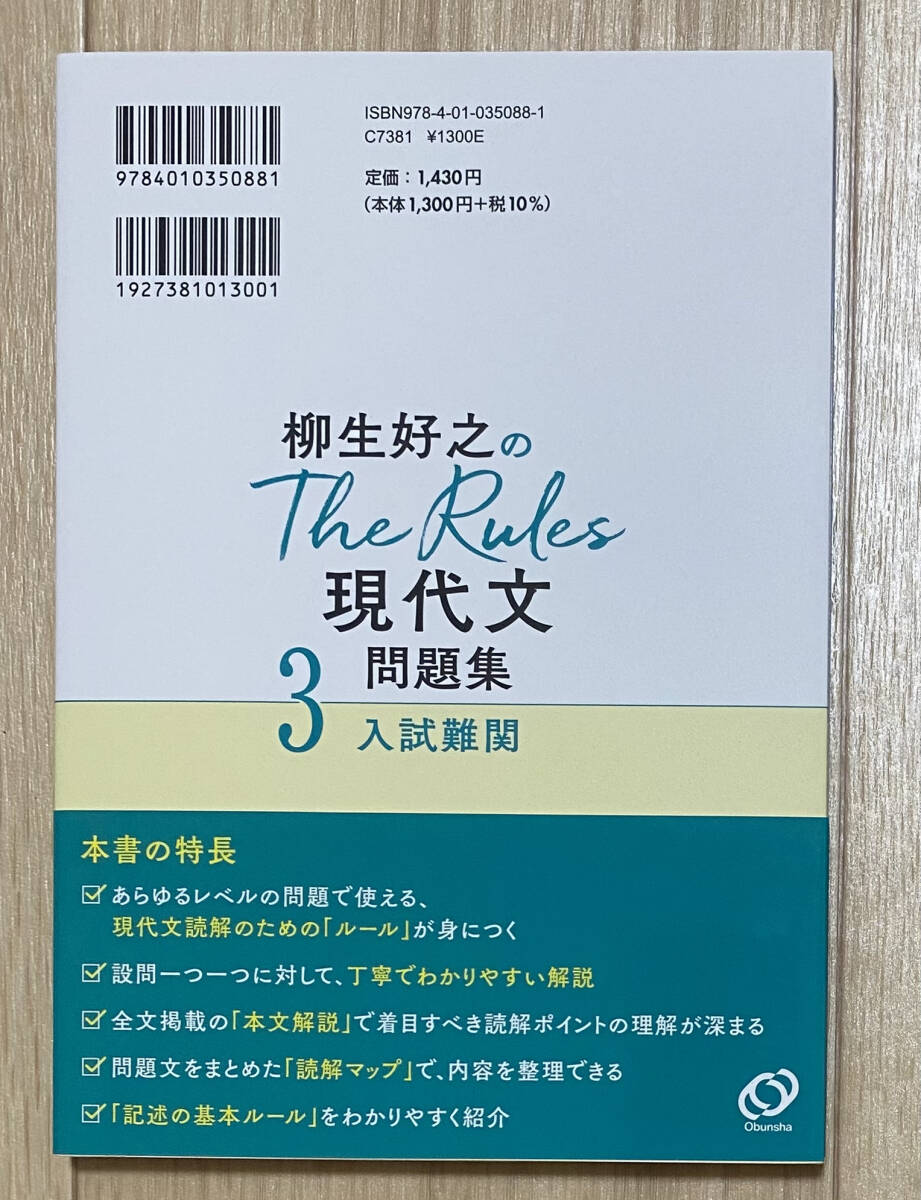 9784010350881
1927381013001
ISBN978-4-01-035088-1
C7381 ¥1300E
定価：1,430円
（本体1,300円＋税10%）
柳生好之の
The Rules
現代文
問題集
3 入試難関
本書の特長
あらゆるレベルの問題で使える、
現代文読解のための「ルール」が身につく
設問一つ一つに対して、丁寧でわかりやすい解説
全文掲載の「本文解説」で着目すべき読解ポイントの理解が深まる
問題文をまとめた「読解マップ」で、内容を整理できる
「記述の基本ルール」をわかりやすく紹介
Obunsha